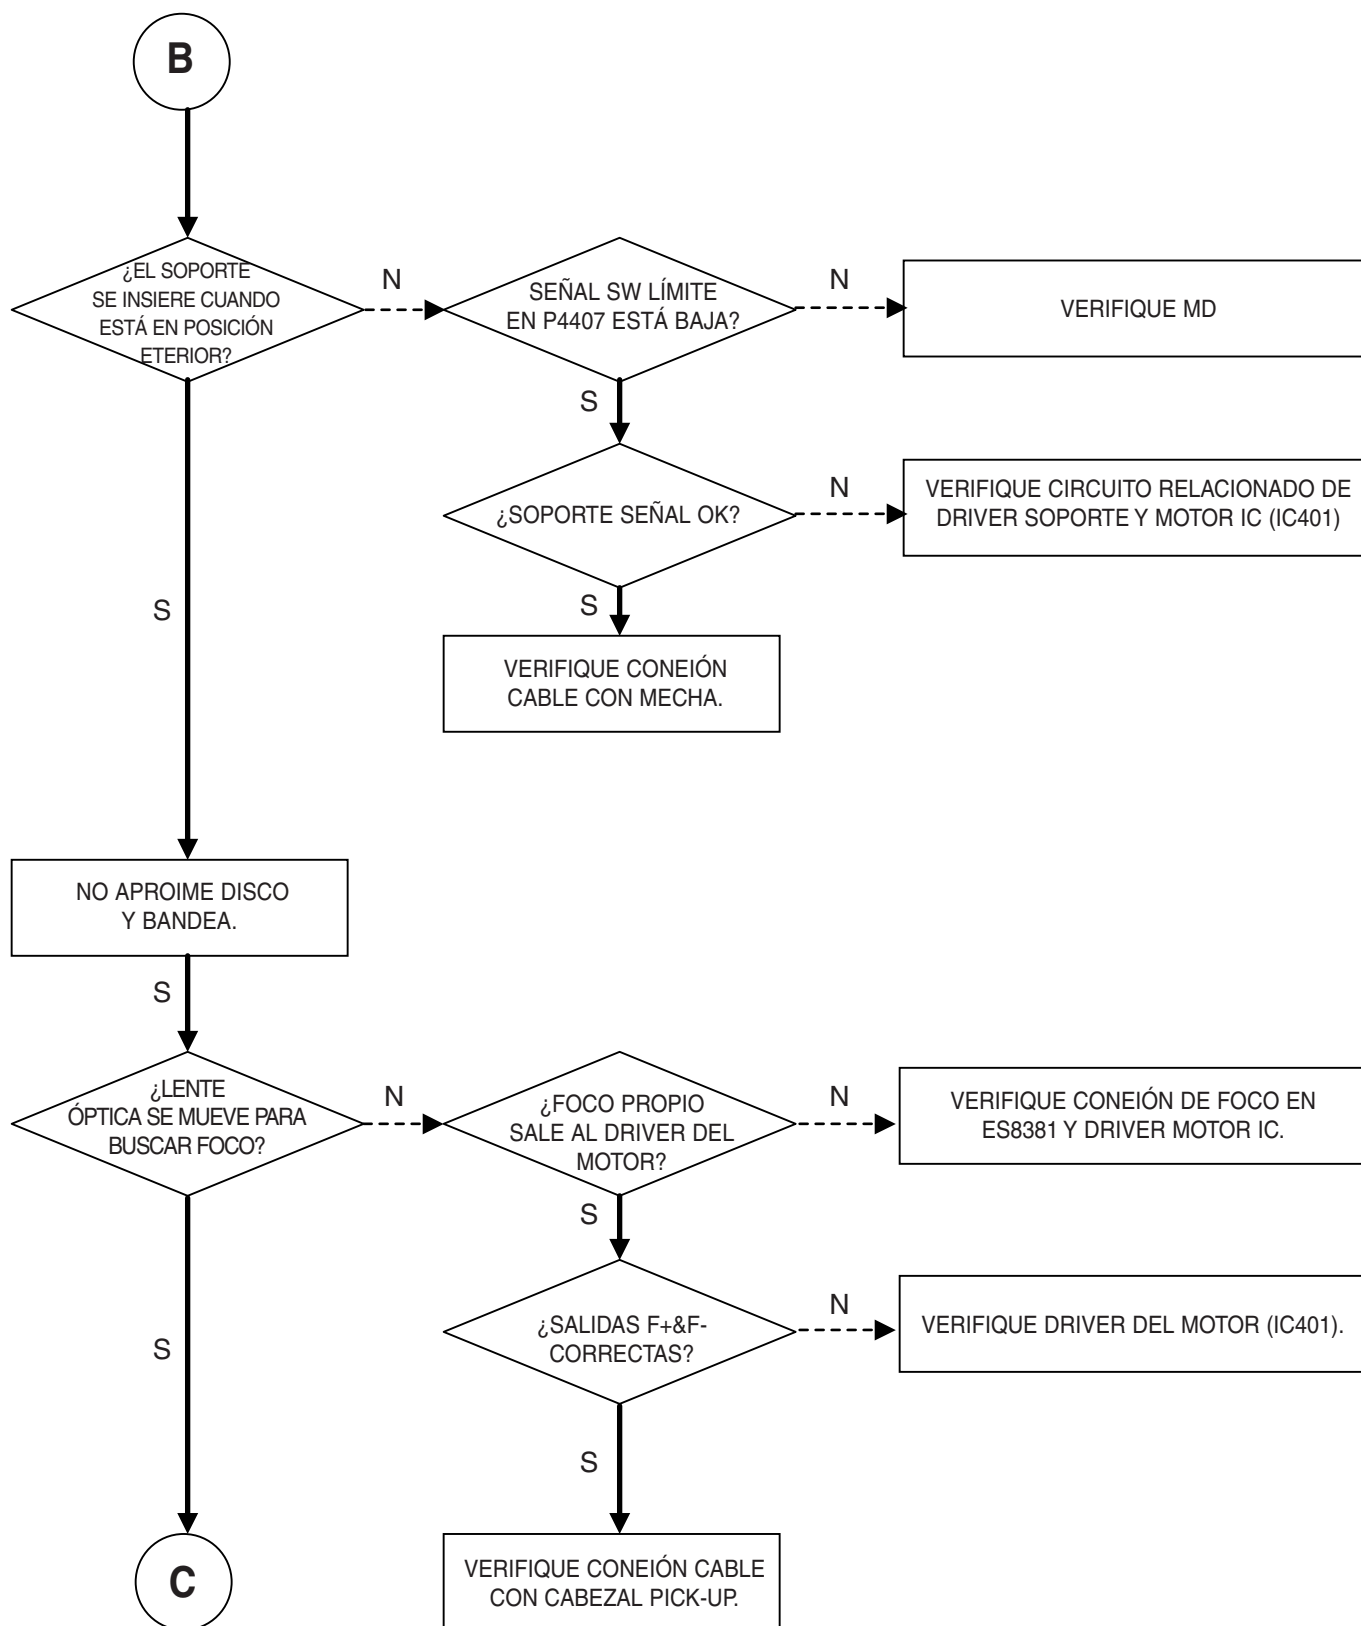 B
¿EL SOPORTE
SE INSIERE CUANDO
ESTÁ EN POSICIÓN
ETERIOR?
N
SEÑAL SW LÍMITE
EN P4407 ESTÁ BAJA?
N
VERIFIQUE MD
S
¿SOPORTE SEÑAL OK?
N
VERIFIQUE CIRCUITO RELACIONADO DE
DRIVER SOPORTE Y MOTOR IC (IC401)
S
S
VERIFIQUE CONEIÓN
CABLE CON MECHA.
NO APROIME DISCO
Y BANDEA.
S
¿LENTE
ÓPTICA SE MUEVE PARA
BUSCAR FOCO?
N
¿FOCO PROPIO
SALE AL DRIVER DEL
MOTOR?
N
VERIFIQUE CONEIÓN DE FOCO EN
ES8381 Y DRIVER MOTOR IC.
S
S
¿SALIDAS F+&F-
CORRECTAS?
N
VERIFIQUE DRIVER DEL MOTOR (IC401).
S
C
VERIFIQUE CONEIÓN CABLE
CON CABEZAL PICK-UP.